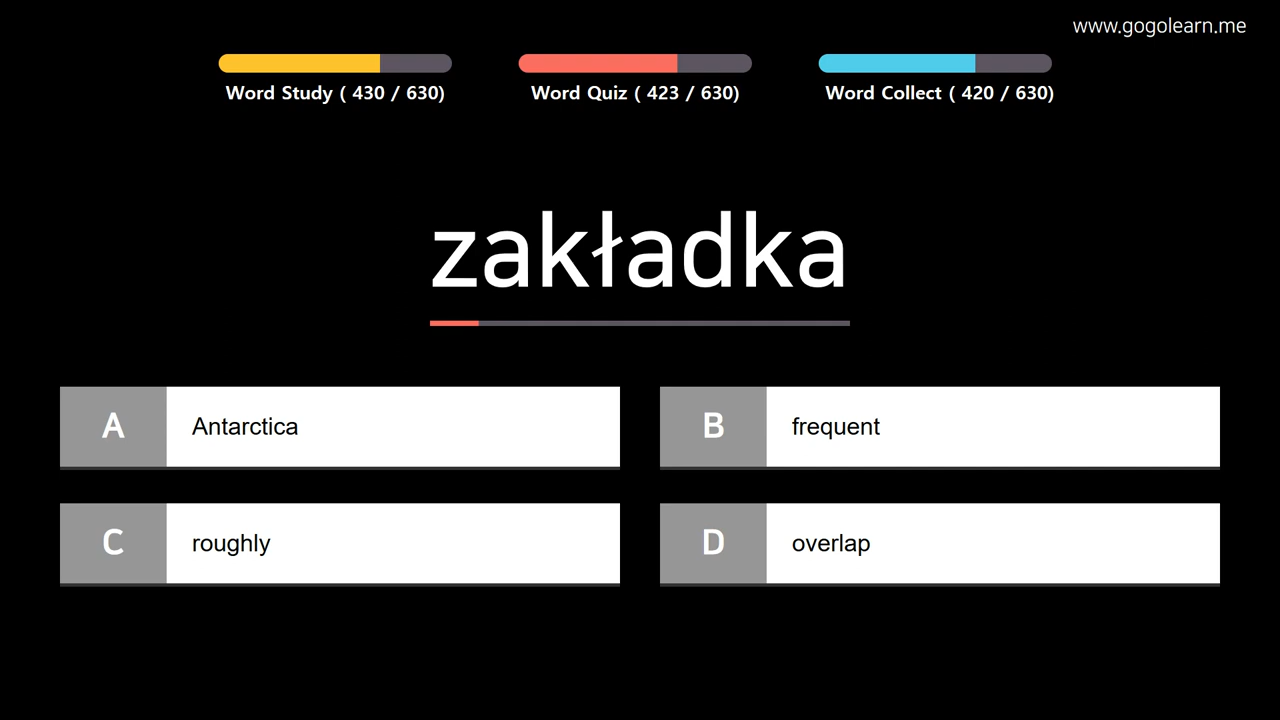 www.gogolearn.me
Word Study ( 430 / 630)
Word Quiz ( 423 / 630)
Word Collect ( 420 / 630)
zakładka
A Antarctica
B frequent
C roughly
D overlap